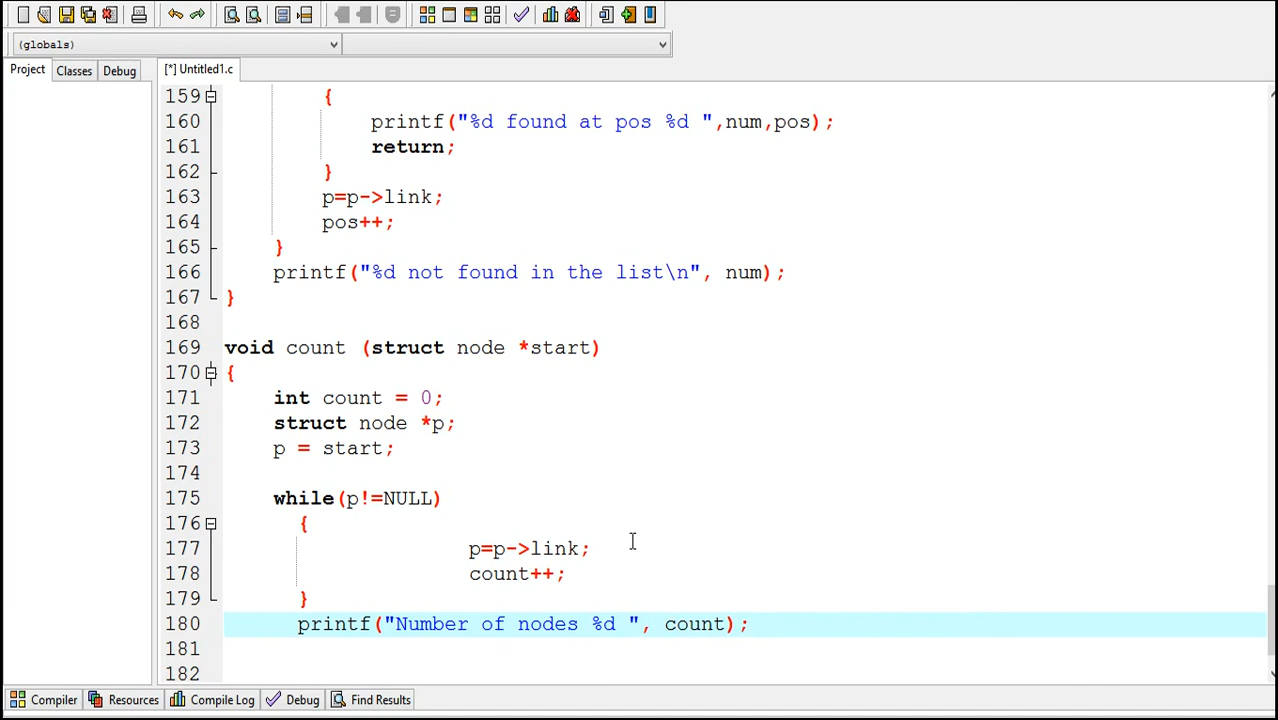 (globals)
Project Classes Debug [*] Untitled1.c
159 {
160 printf("%d found at pos %d ",num,pos);
161 return;
162 }
163 p=p->link;
164 pos++;
165 }
166 printf("%d not found in the list\n", num);
167 }
168
169 void count (struct node *start)
170 {
171 int count = 0;
172 struct node *p;
173 p = start;
174
175 while(p!=NULL)
176 {
177 p=p->link;
178 count++;
179 }
180 printf("Number of nodes %d ", count);
181
182
Compiler Resources Compile Log Debug Find Results